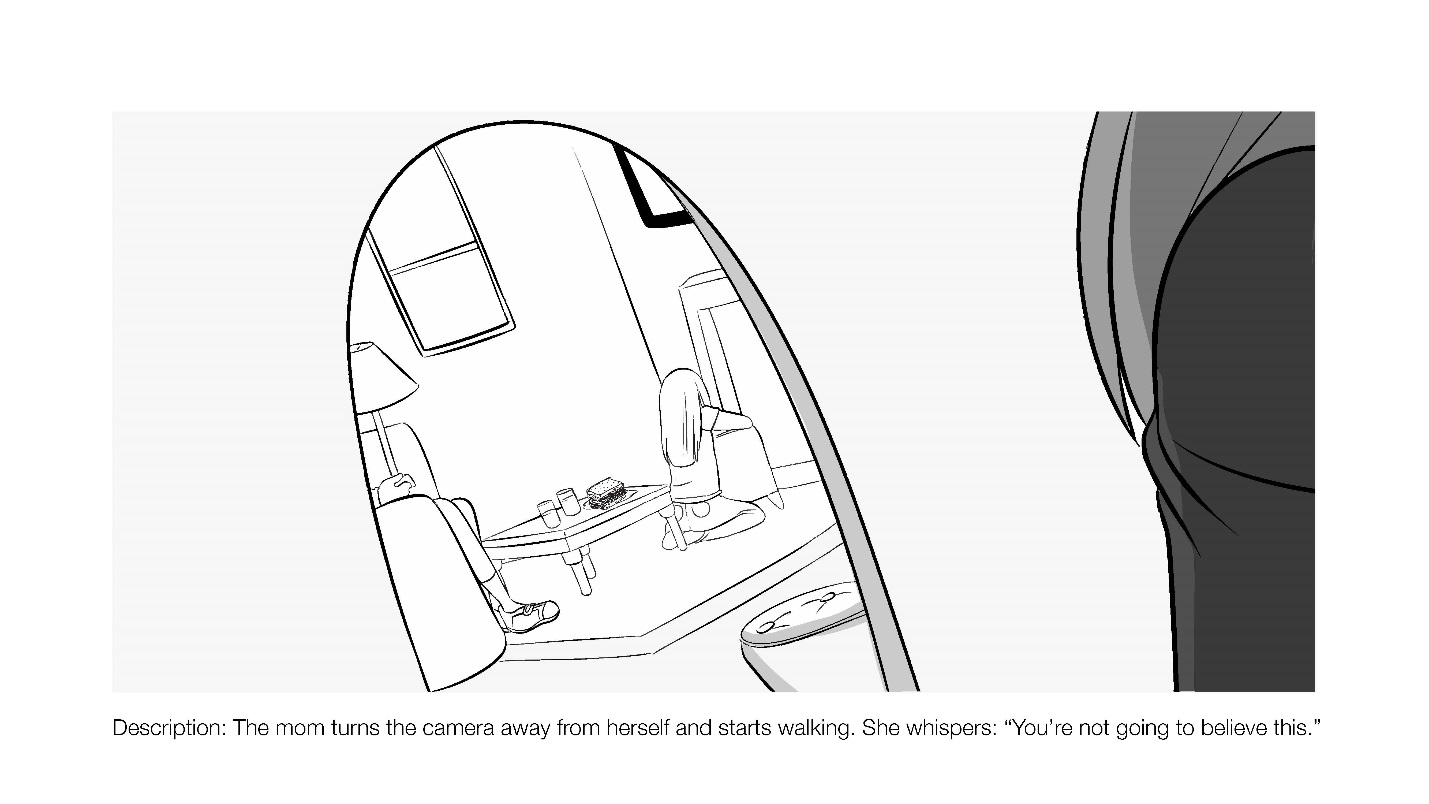 Description: The mom turns the camera away from herself and starts walking. She whispers: “You’re not going to believe this.”